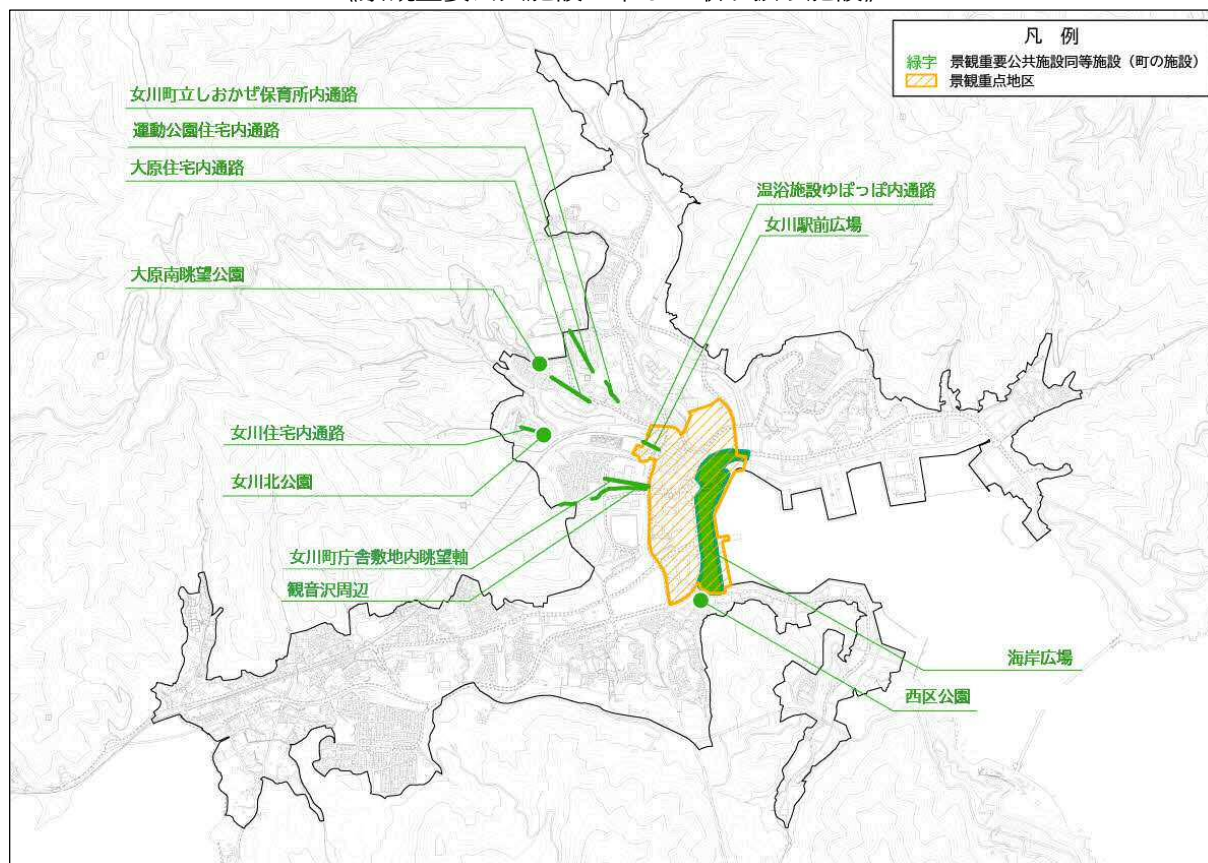 凡 例
緑字 景観重要公共施設同等施設（町の施設）
景観重点地区
女川町立しおかぜ保育所内通路
運動公園住宅内通路
大原住宅内通路
温浴施設ゆぽっぽ内通路
女川駅前広場
大原南眺望公園
女川住宅内通路
女川北公園
女川町庁舎敷地内眺望軸
観音沢周辺
海岸広場
西区公園